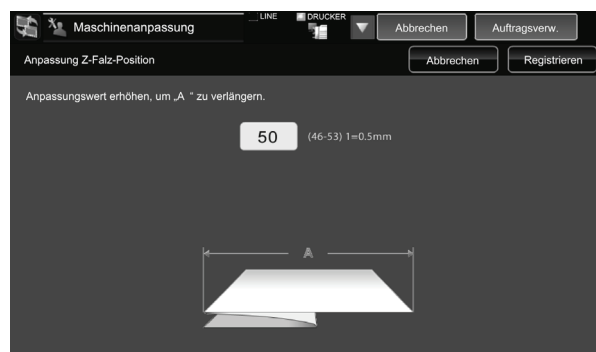 Maschinenanpassung LINE DRUCKER Abbrechen Auftragsverw.
Anpassung Z-Falz-Position Abbrechen Registrieren
Anpassungswert erhöhen, um „A “ zu verlängern.
50 (46-53) 1=0.5mm
A